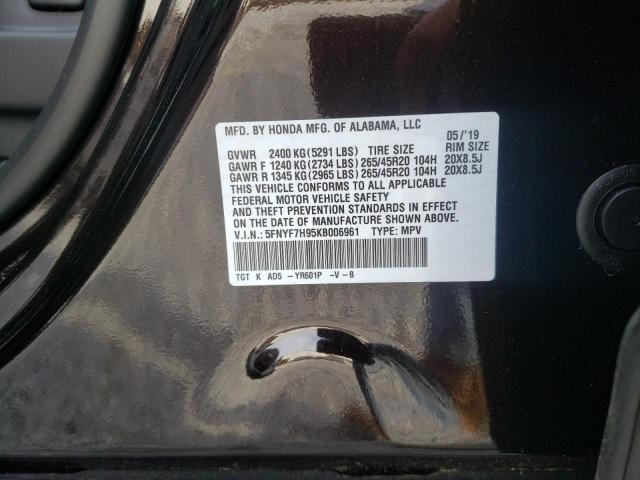 MFD. BY HONDA MFG. OF ALABAMA, LLC 05/'19
GVWR 2400 KG(5291 LBS) TIRE SIZE RIM SIZE
GAWR F 1240 KG(2734 LBS) 265/45R20 104H 20X8.5J
GAWR R 1345 KG(2965 LBS) 265/45R20 104H 20X8.5J
THIS VEHICLE CONFORMS TO ALL APPLICABLE
FEDERAL MOTOR VEHICLE SAFETY
AND THEFT PREVENTION STANDARDS IN EFFECT
ON THE DATE OF MANUFACTURE SHOWN ABOVE.
V.I.N.: 5FNYF7H95KB006961 TYPE: MPV
TGT K AD5 -YR601P -V-B